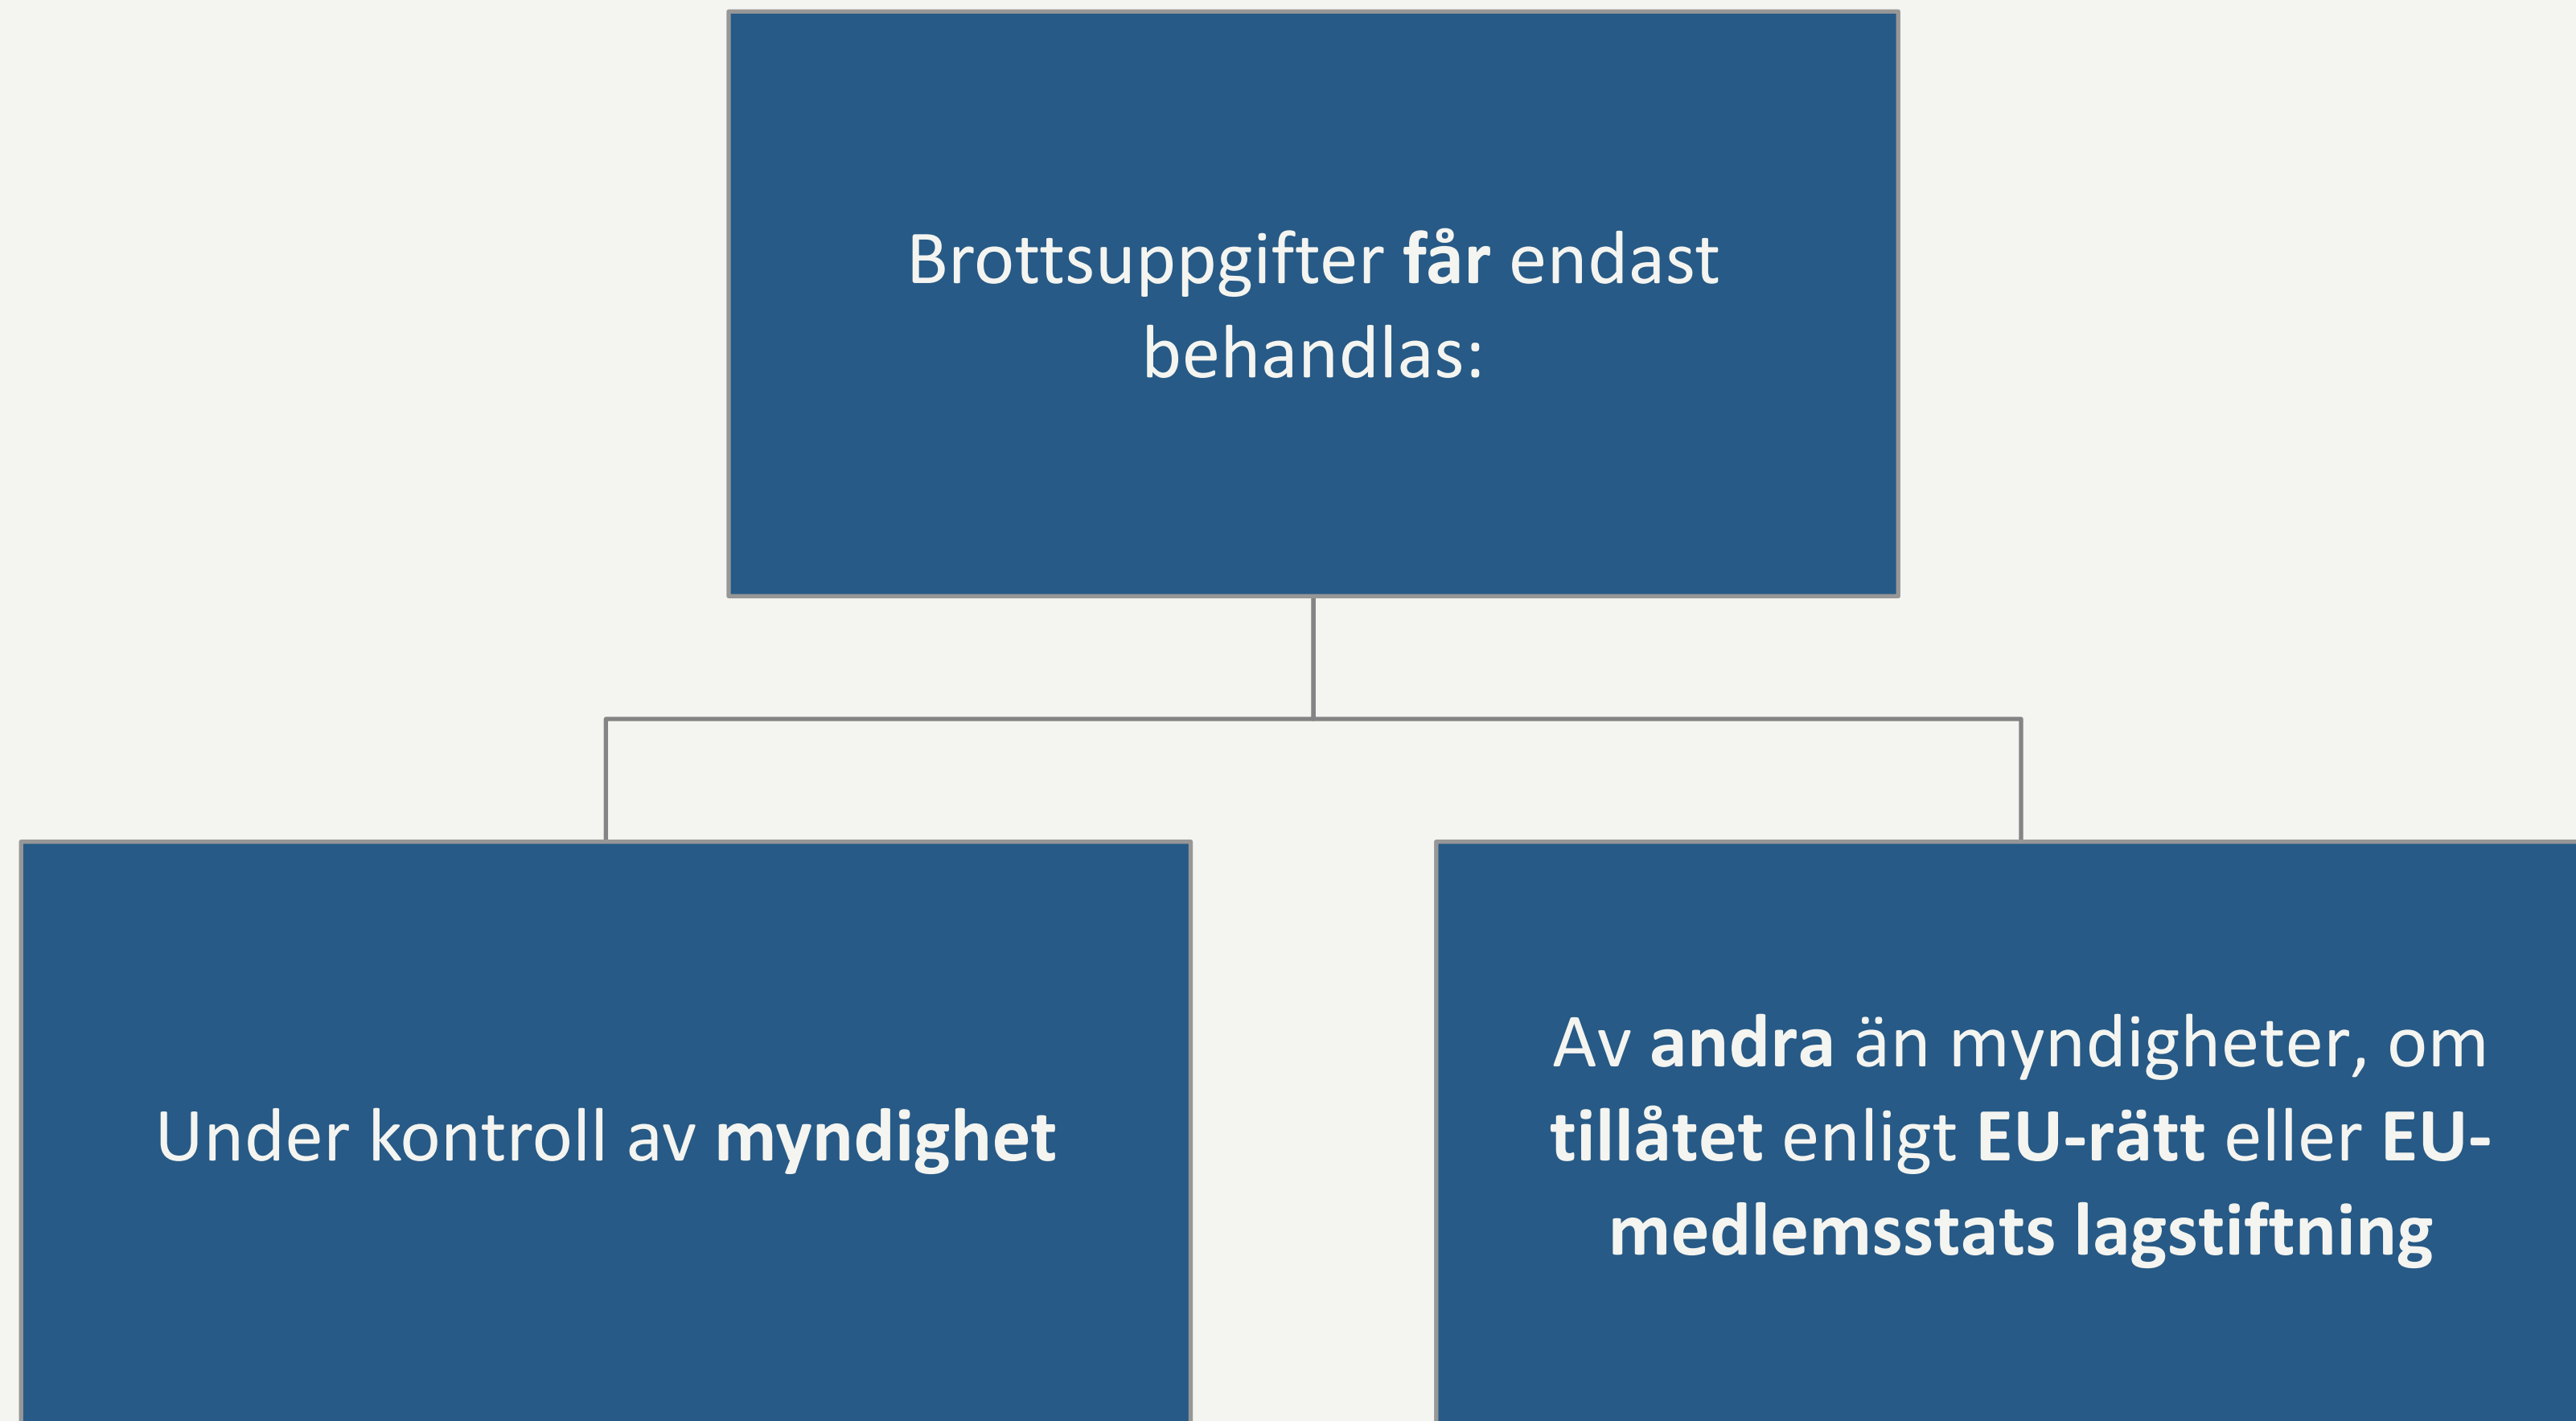 Brottsuppgifter får endast
behandlas:
Under kontroll av myndighet
Av andra än myndigheter, om
tillåtet enligt EU-rätt eller EU-
medlemsstats lagstiftning